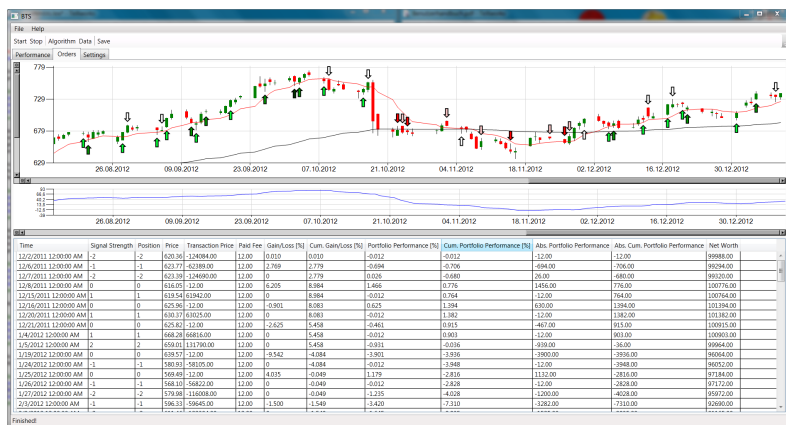 BTS
File Help
Start Stop Algorithm Data Save
Performance Orders Settings
779
729
679
629
26.08.2012 09.09.2012 23.09.2012 07.10.2012 21.10.2012 04.11.2012 18.11.2012 02.12.2012 16.12.2012 30.12.2012
26.08.2012 09.09.2012 23.09.2012 07.10.2012 21.10.2012 04.11.2012 18.11.2012 02.12.2012 16.12.2012 30.12.2012
Time Signal Strength Position Price Transaction Price Paid Fee Gain/Loss [%] Cum. Gain/Loss [%] Portfolio Performance [%] Cum. Portfolio Performance [%] Abs. Portfolio Performance Abs. Cum. Portfolio Performance Net Worth
12/2/2011 12:00:00 AM -2 -2 620.36 -124084.00 12.00 0.010 0.010 -0.012 -0.012 -12.00 -12.00 99988.00
12/6/2011 12:00:00 AM -1 -1 623.77 -62389.00 12.00 2.769 2.779 -0.694 -0.706 -694.00 -706.00 99294.00
12/7/2011 12:00:00 AM -2 -2 623.39 -124690.00 12.00 0 2.779 0.026 -0.680 26.00 -680.00 99320.00
12/8/2011 12:00:00 AM 0 0 616.05 -12.00 12.00 6.205 8.984 1.466 0.776 1456.00 776.00 100776.00
12/15/2011 12:00:00 AM 1 1 619.54 61942.00 12.00 0 8.984 -0.012 0.764 -12.00 764.00 100764.00
12/16/2011 12:00:00 AM 0 0 625.96 -12.00 12.00 -0.901 8.083 0.625 1.394 630.00 1394.00 101394.00
12/20/2011 12:00:00 AM 1 1 630.37 63025.00 12.00 0 8.083 -0.012 1.382 -12.00 1382.00 101382.00
12/21/2011 12:00:00 AM 0 0 625.82 -12.00 12.00 -2.625 5.458 -0.461 0.915 -467.00 915.00 100915.00
1/4/2012 12:00:00 AM 1 1 668.28 66816.00 12.00 0 5.458 -0.012 0.903 -12.00 903.00 100903.00
1/5/2012 12:00:00 AM 2 2 659.01 131790.00 12.00 0 5.458 -0.931 -0.036 -939.00 -36.00 99964.00
1/19/2012 12:00:00 AM 0 0 639.57 -12.00 12.00 -9.542 -4.084 -3.901 -3.936 -3900.00 -3936.00 96064.00
1/24/2012 12:00:00 AM -1 -1 580.93 -58105.00 12.00 0 -4.084 -0.012 -3.948 -12.00 -3948.00 96052.00
1/25/2012 12:00:00 AM 0 0 569.49 -12.00 12.00 4.035 -0.049 1.179 -2.816 1132.00 -2816.00 97184.00
1/26/2012 12:00:00 AM -1 -1 568.10 -56822.00 12.00 0 -0.049 -0.012 -2.828 -12.00 -2828.00 97172.00
1/27/2012 12:00:00 AM -2 -2 579.98 -116008.00 12.00 0 -0.049 -1.235 -4.028 -1200.00 -4028.00 95972.00
2/3/2012 12:00:00 AM -1 -1 596.33 -59645.00 12.00 -1.500 -1.549 -3.420 -7.310 -3282.00 -7310.00 92690.00
Finished!